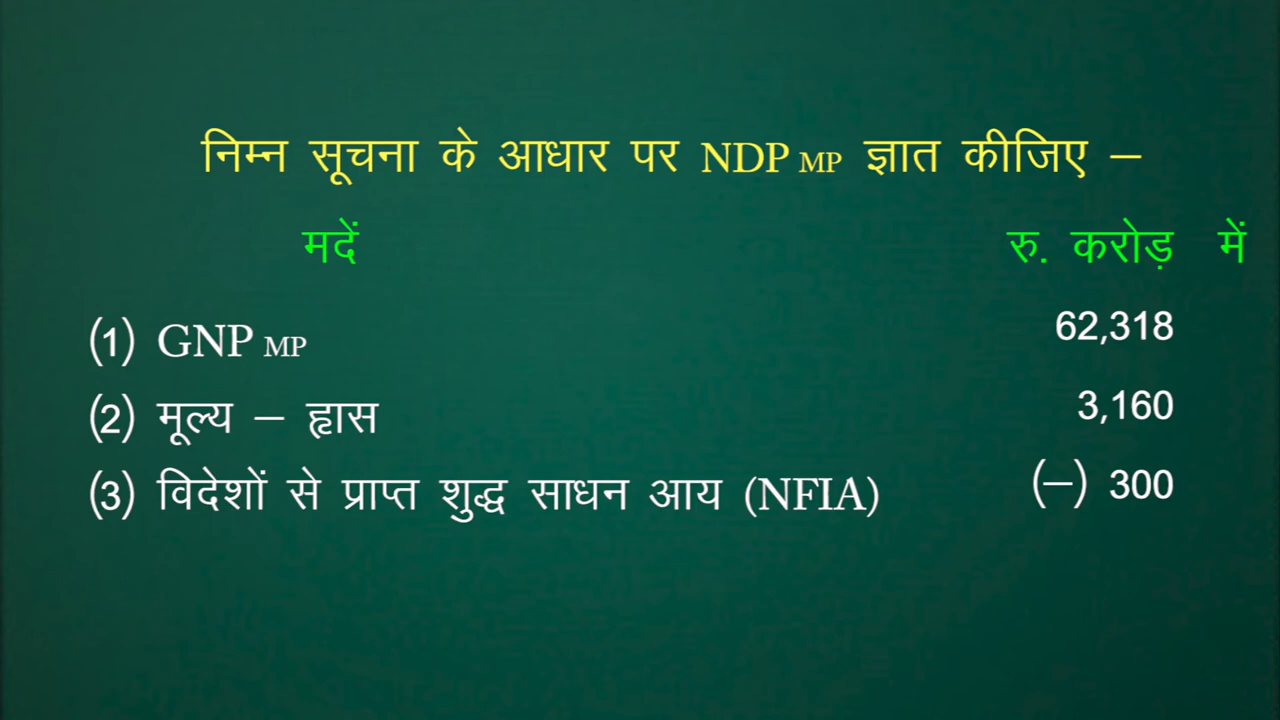 निम्न सूचना के आधार पर NDP MP ज्ञात कीजिए –
मदें रु. करोड़ में
(1) GNP MP 62,318
(2) मूल्य – ह्रास 3,160
(3) विदेशों से प्राप्त शुद्ध साधन आय (NFIA) (–) 300